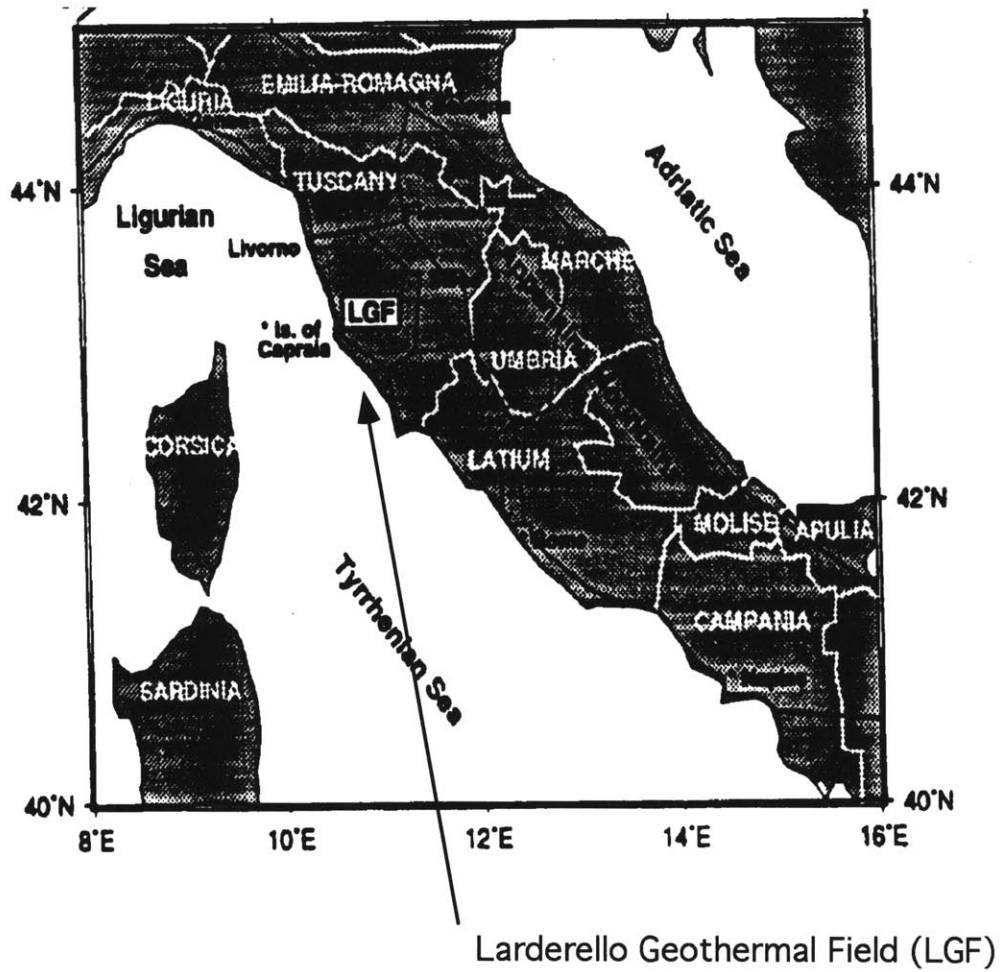 EMILIA-ROMAGNA
LIGURIA
TUSCANY
44°N
44°N
Ligurian
Sea
Adriatic Sea
Livorno
MARCHE
LGF
* Is. of
Capraia
UMBRIA
CORSICA
LATIUM
42°N
42°N
MOLISE
APULIA
Tyrrhenian Sea
CAMPANIA
SARDINIA
40°N
40°N
8°E
10°E
12°E
14°E
16°E
Larderello Geothermal Field (LGF)